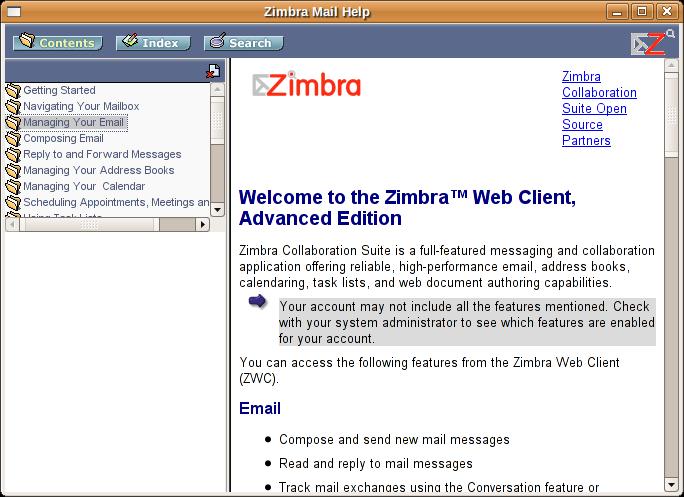 Zimbra Mail Help
Contents
Index
Search
Z
Getting Started
Navigating Your Mailbox
Managing Your Email
Composing Email
Reply to and Forward Messages
Managing Your Address Books
Managing Your Calendar
Scheduling Appointments, Meetings an
Using Task Lists
Zimbra
Zimbra
Collaboration
Suite Open
Source
Partners
Welcome to the Zimbra™ Web Client,
Advanced Edition
Zimbra Collaboration Suite is a full-featured messaging and collaboration
application offering reliable, high-performance email, address books,
calendaring, task lists, and web document authoring capabilities.
Your account may not include all the features mentioned. Check
with your system administrator to see which features are enabled
for your account.
You can access the following features from the Zimbra Web Client
(ZWC).
Email
• Compose and send new mail messages
• Read and reply to mail messages
• Track mail exchanges using the Conversation feature or